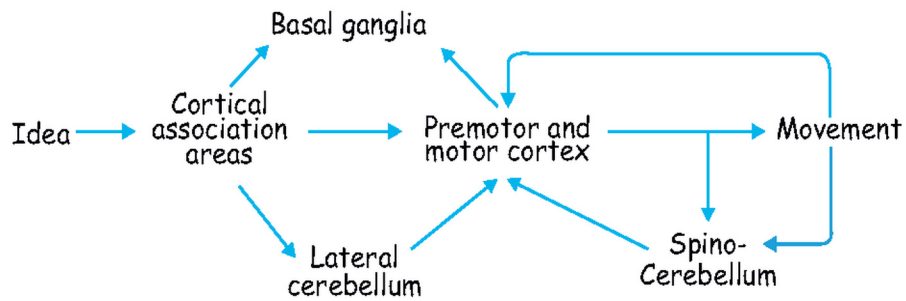 Basal ganglia
Idea
Cortical
association
areas
Premotor and
motor cortex
Movement
Lateral
cerebellum
Spino-
Cerebellum